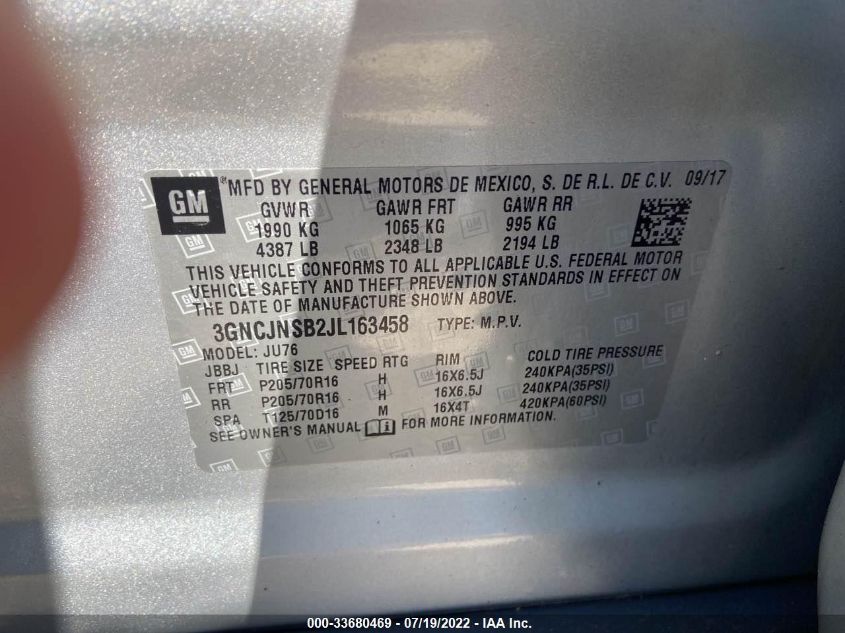 GM ® MFD BY GENERAL MOTORS DE MEXICO, S. DE R.L. DE C.V. 09/17
GVWR GAWR FRT GAWR RR
1990 KG 1065 KG 995 KG
4387 LB 2348 LB 2194 LB
THIS VEHICLE CONFORMS TO ALL APPLICABLE U.S. FEDERAL MOTOR
VEHICLE SAFETY AND THEFT PREVENTION STANDARDS IN EFFECT ON
THE DATE OF MANUFACTURE SHOWN ABOVE.
3GNCJNSB2JL163458 TYPE: M.P.V.
MODEL: JU76
JBBJ TIRE SIZE SPEED RTG RIM COLD TIRE PRESSURE
FRT P205/70R16 H 16X6.5J 240KPA(35PSI)
RR P205/70R16 H 16X6.5J 240KPA(35PSI)
SPA T125/70D16 M 16X4T 420KPA(60PSI)
SEE OWNER'S MANUAL i FOR MORE INFORMATION.
000-33680469 - 07/19/2022 - IAA Inc.